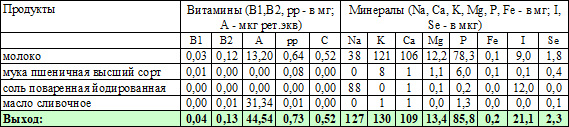 Продукты Витамины (В1,В2, рр - в мг; Минералы (Na, Ca, K, Mg, P, Fe - в мг; I,
А - мкг рет.экв) Se - в мкг)
В1 В2 А рр С Na K Ca Mg P Fe I Se
молоко 0,03 0,12 13,20 0,64 0,52 38 121 106 12,2 78,3 0,1 9,0 1,8
мука пшеничная высший сорт 0,01 0,00 0,00 0,08 0,00 0 8 1 1,1 6,0 0,1 0,1 0,4
соль поваренная йодированная 0,00 0,00 0,00 0,00 0,00 88 0 1 0,1 0,2 0,0 12,0 0,0
масло сливочное 0,00 0,01 31,34 0,01 0,00 0 1 1 0,0 1,3 0,0 0,0 0,1
Выход: 0,04 0,13 44,54 0,73 0,52 127 130 109 13,4 85,8 0,2 21,1 2,3